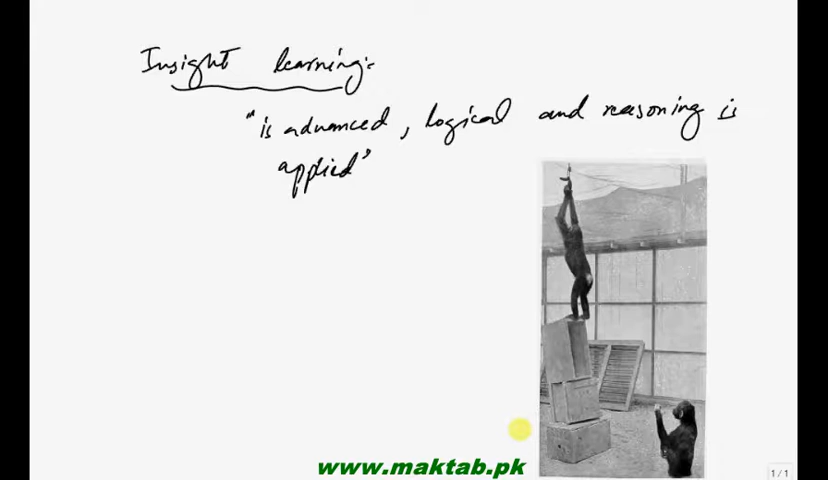 Insight learning:-
"is advanced, logical and reasoning is
applied"
www.maktab.pk
1/1